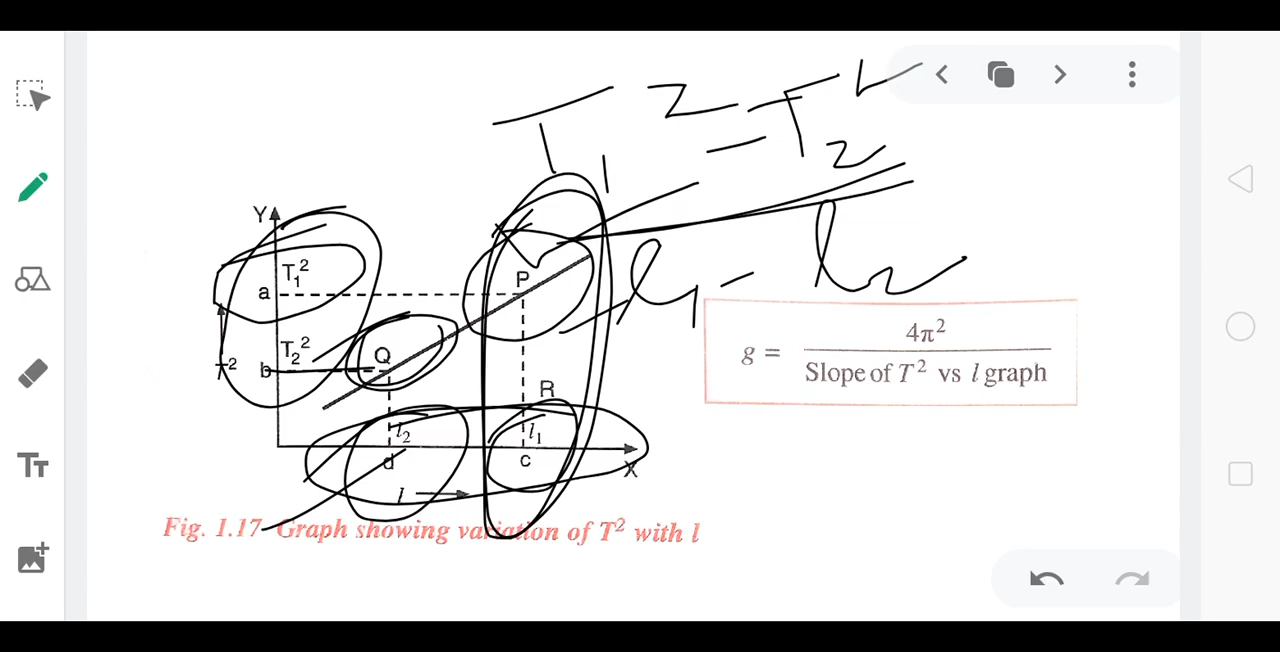 T₁² = T₂²
l₁ - l₂
Y
T₁²
a
P
T₂²
Q
T²
b
R
l₂
l₁
d
c
X
l
g = 4π² / Slope of T² vs l graph
Fig. 1.17 Graph showing variation of T² with l
TT